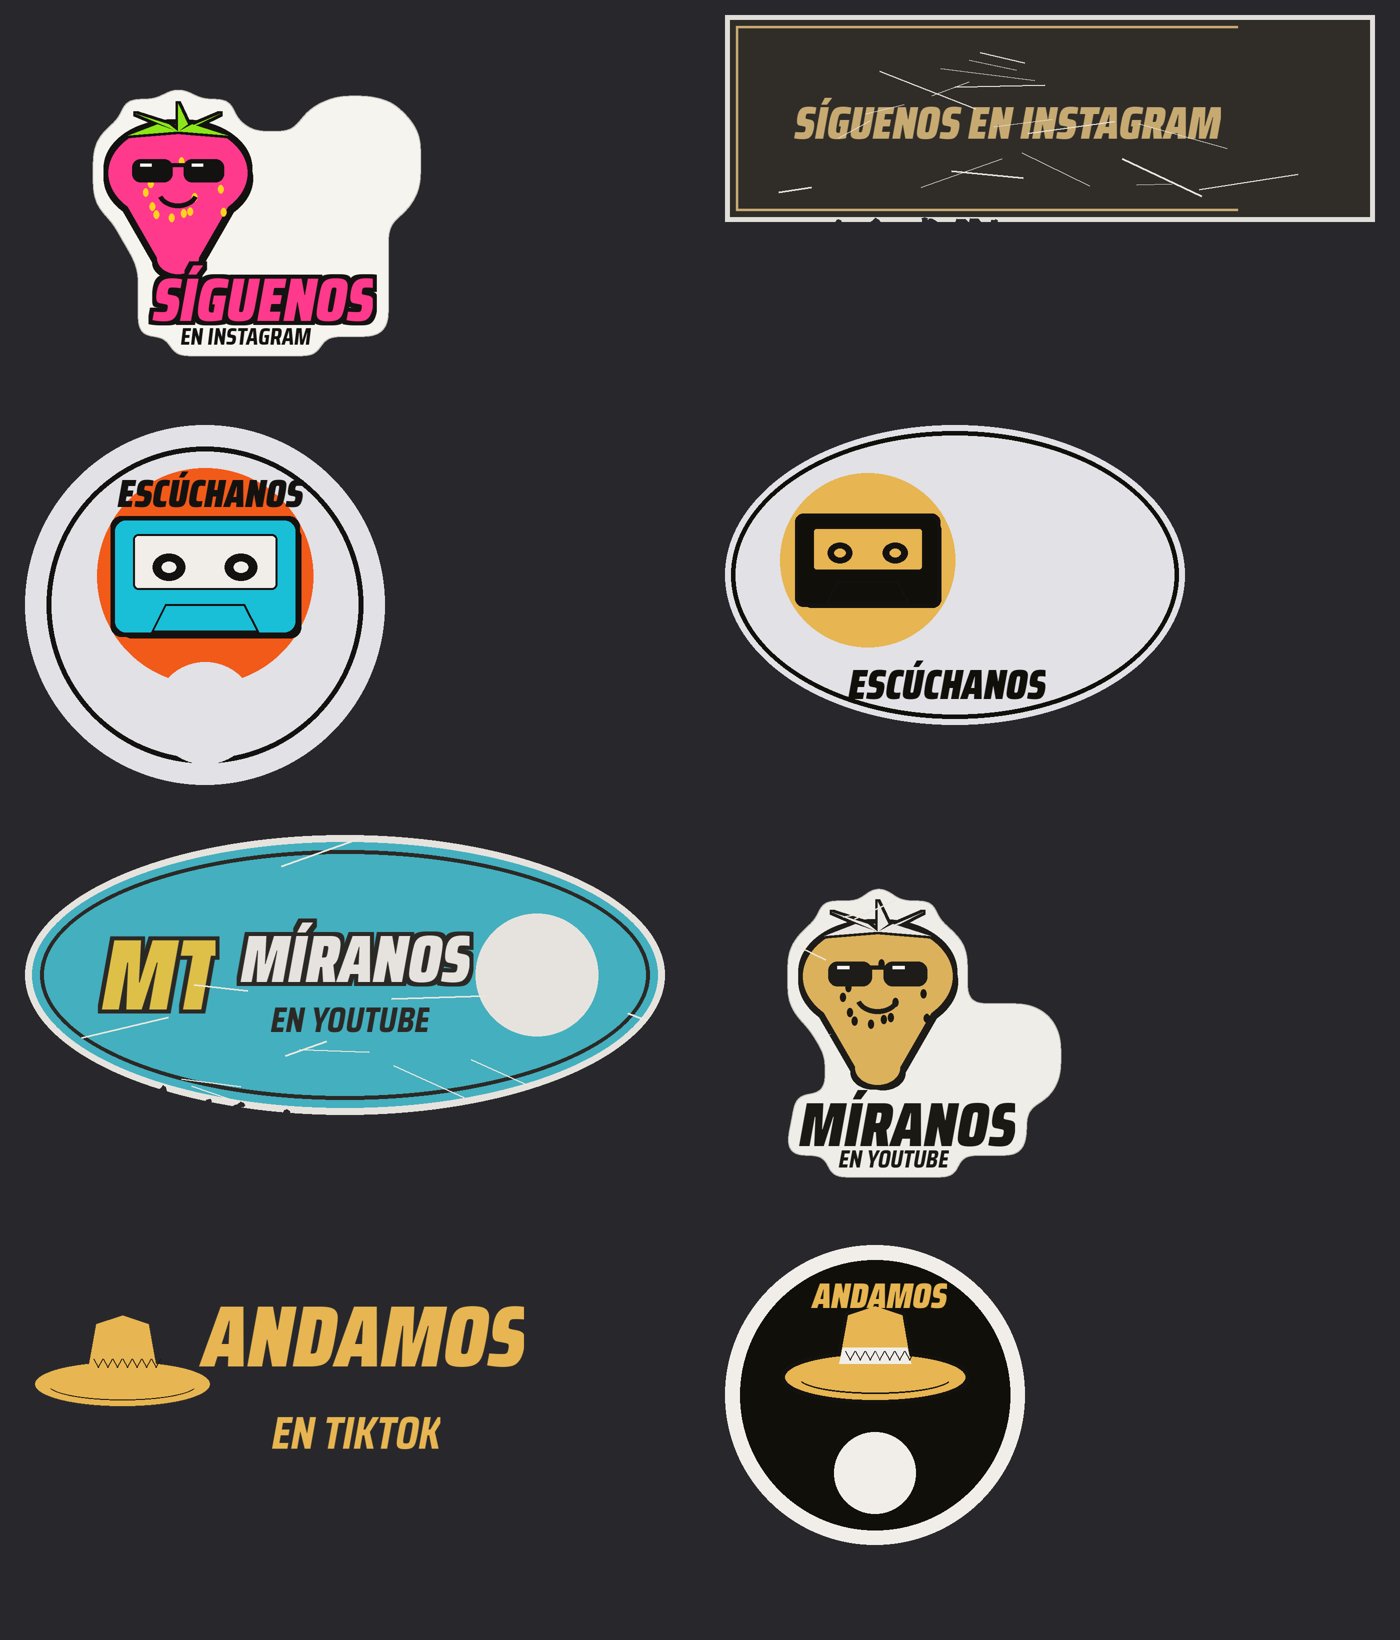 SÍGUENOS
EN INSTAGRAM
SÍGUENOS EN INSTAGRAM
ESCÚCHANOS
ESCÚCHANOS
MT
MÍRANOS
EN YOUTUBE
MÍRANOS
EN YOUTUBE
ANDAMOS
EN TIKTOK
ANDAMOS